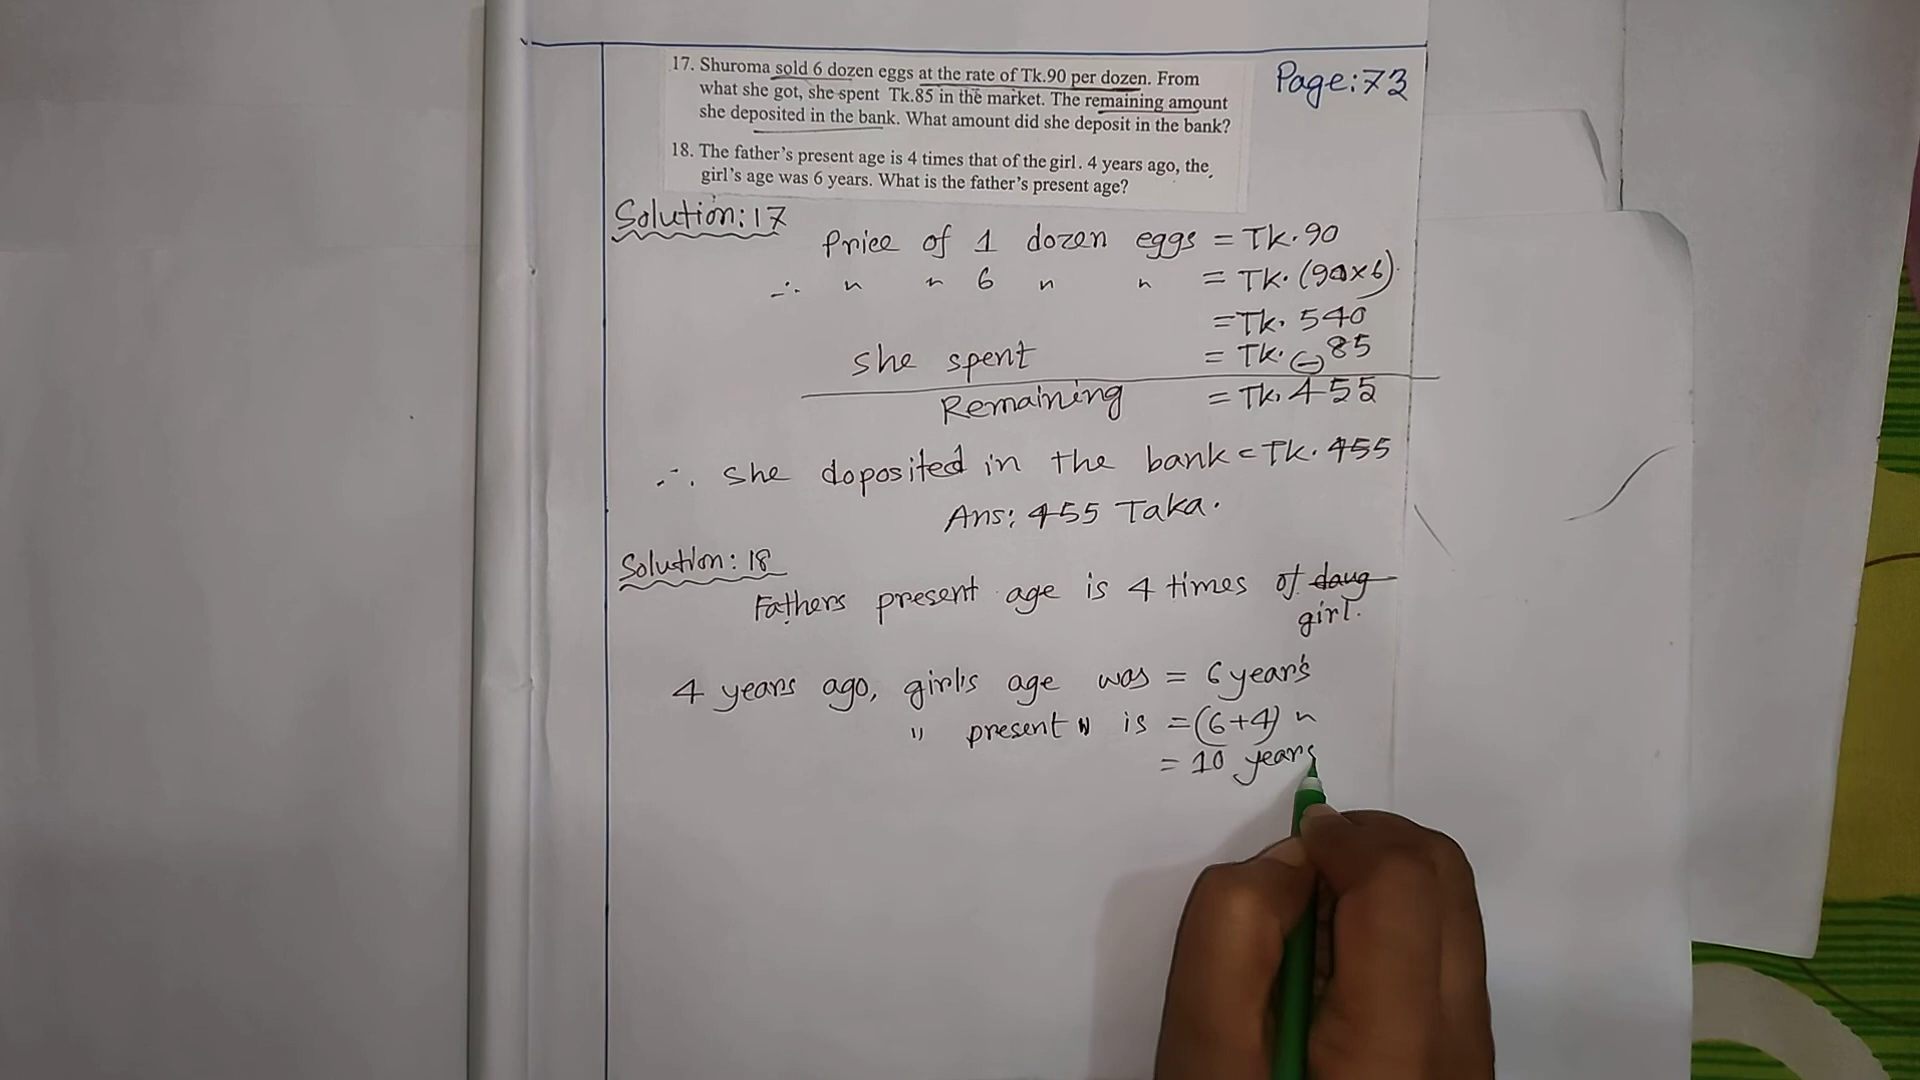 17. Shuroma sold 6 dozen eggs at the rate of Tk.90 per dozen. From
what she got, she spent Tk.85 in the market. The remaining amount
she deposited in the bank. What amount did she deposit in the bank?
Page:73
18. The father's present age is 4 times that of the girl. 4 years ago, the
girl's age was 6 years. What is the father's present age?
Solution:17
Price of 1 dozen eggs = Tk.90
∴ " " 6 " " = Tk. (90×6)
= Tk. 540
She spent = Tk. (-) 85
Remaining = Tk. 455
∴ She doposited in the bank = Tk. 455
Ans: 455 Taka.
Solution: 18
Fathers present age is 4 times of daug
girl.
4 years ago, girl's age was = 6 year's
" present " is = (6+4) "
= 10 years